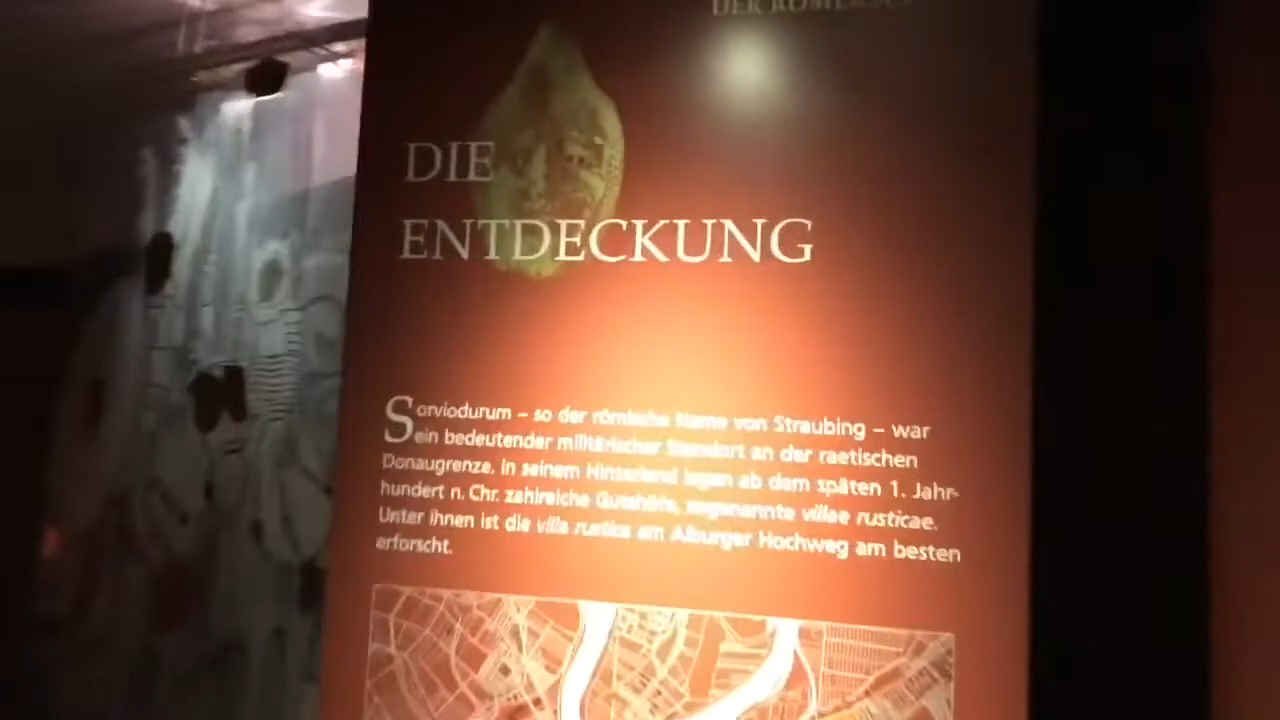 DER RÖMER
DIE
ENTDECKUNG
Sorviodurum – so der römische Name von Straubing – war
ein bedeutender militärischer Standort an der raetischen
Donaugrenze. In seinem Hinterland lagen ab dem späten 1. Jahr-
hundert n. Chr. zahlreiche Gutshöfe, sogenannte villae rusticae.
Unter ihnen ist die villa rustica am Alburger Hochweg am besten
erforscht.